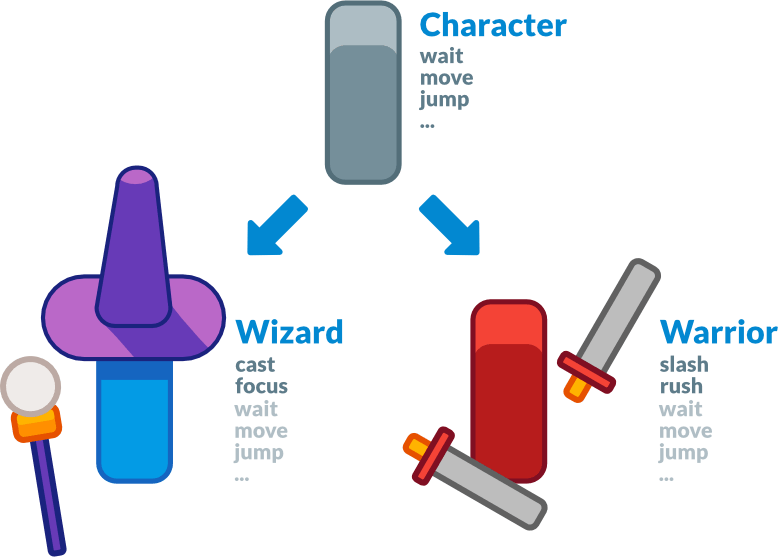 Character
wait
move
jump
...
Wizard
cast
focus
wait
move
jump
...
Warrior
slash
rush
wait
move
jump
...